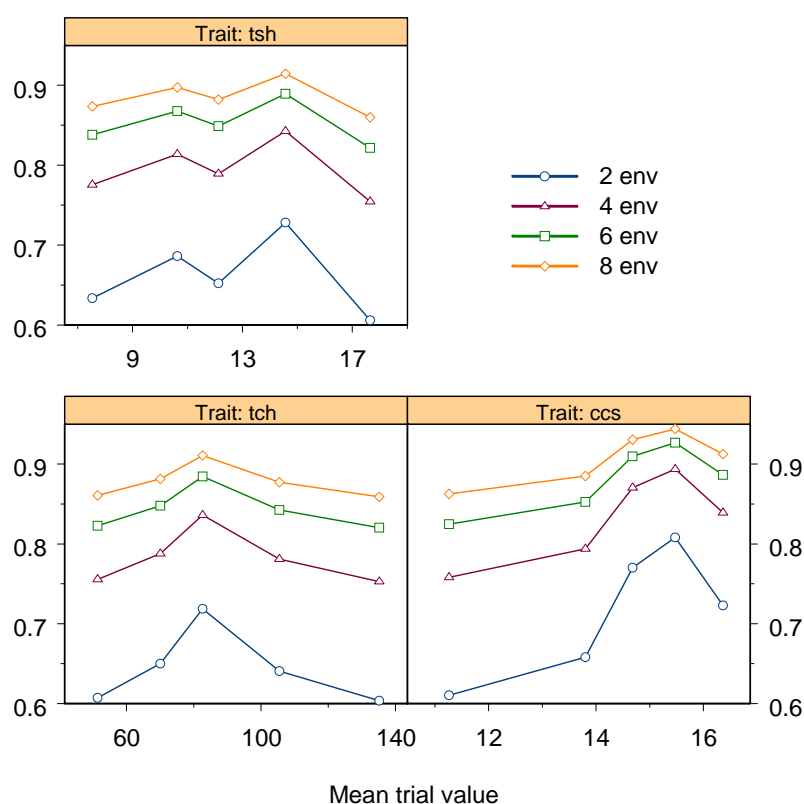 Trait: tsh
0.9
0.8
0.7
0.6
9 13 17
2 env
4 env
6 env
8 env
Trait: tch Trait: ccs
0.9 0.9
0.8 0.8
0.7 0.7
0.6 0.6
60 100 140 12 14 16
Mean trial value